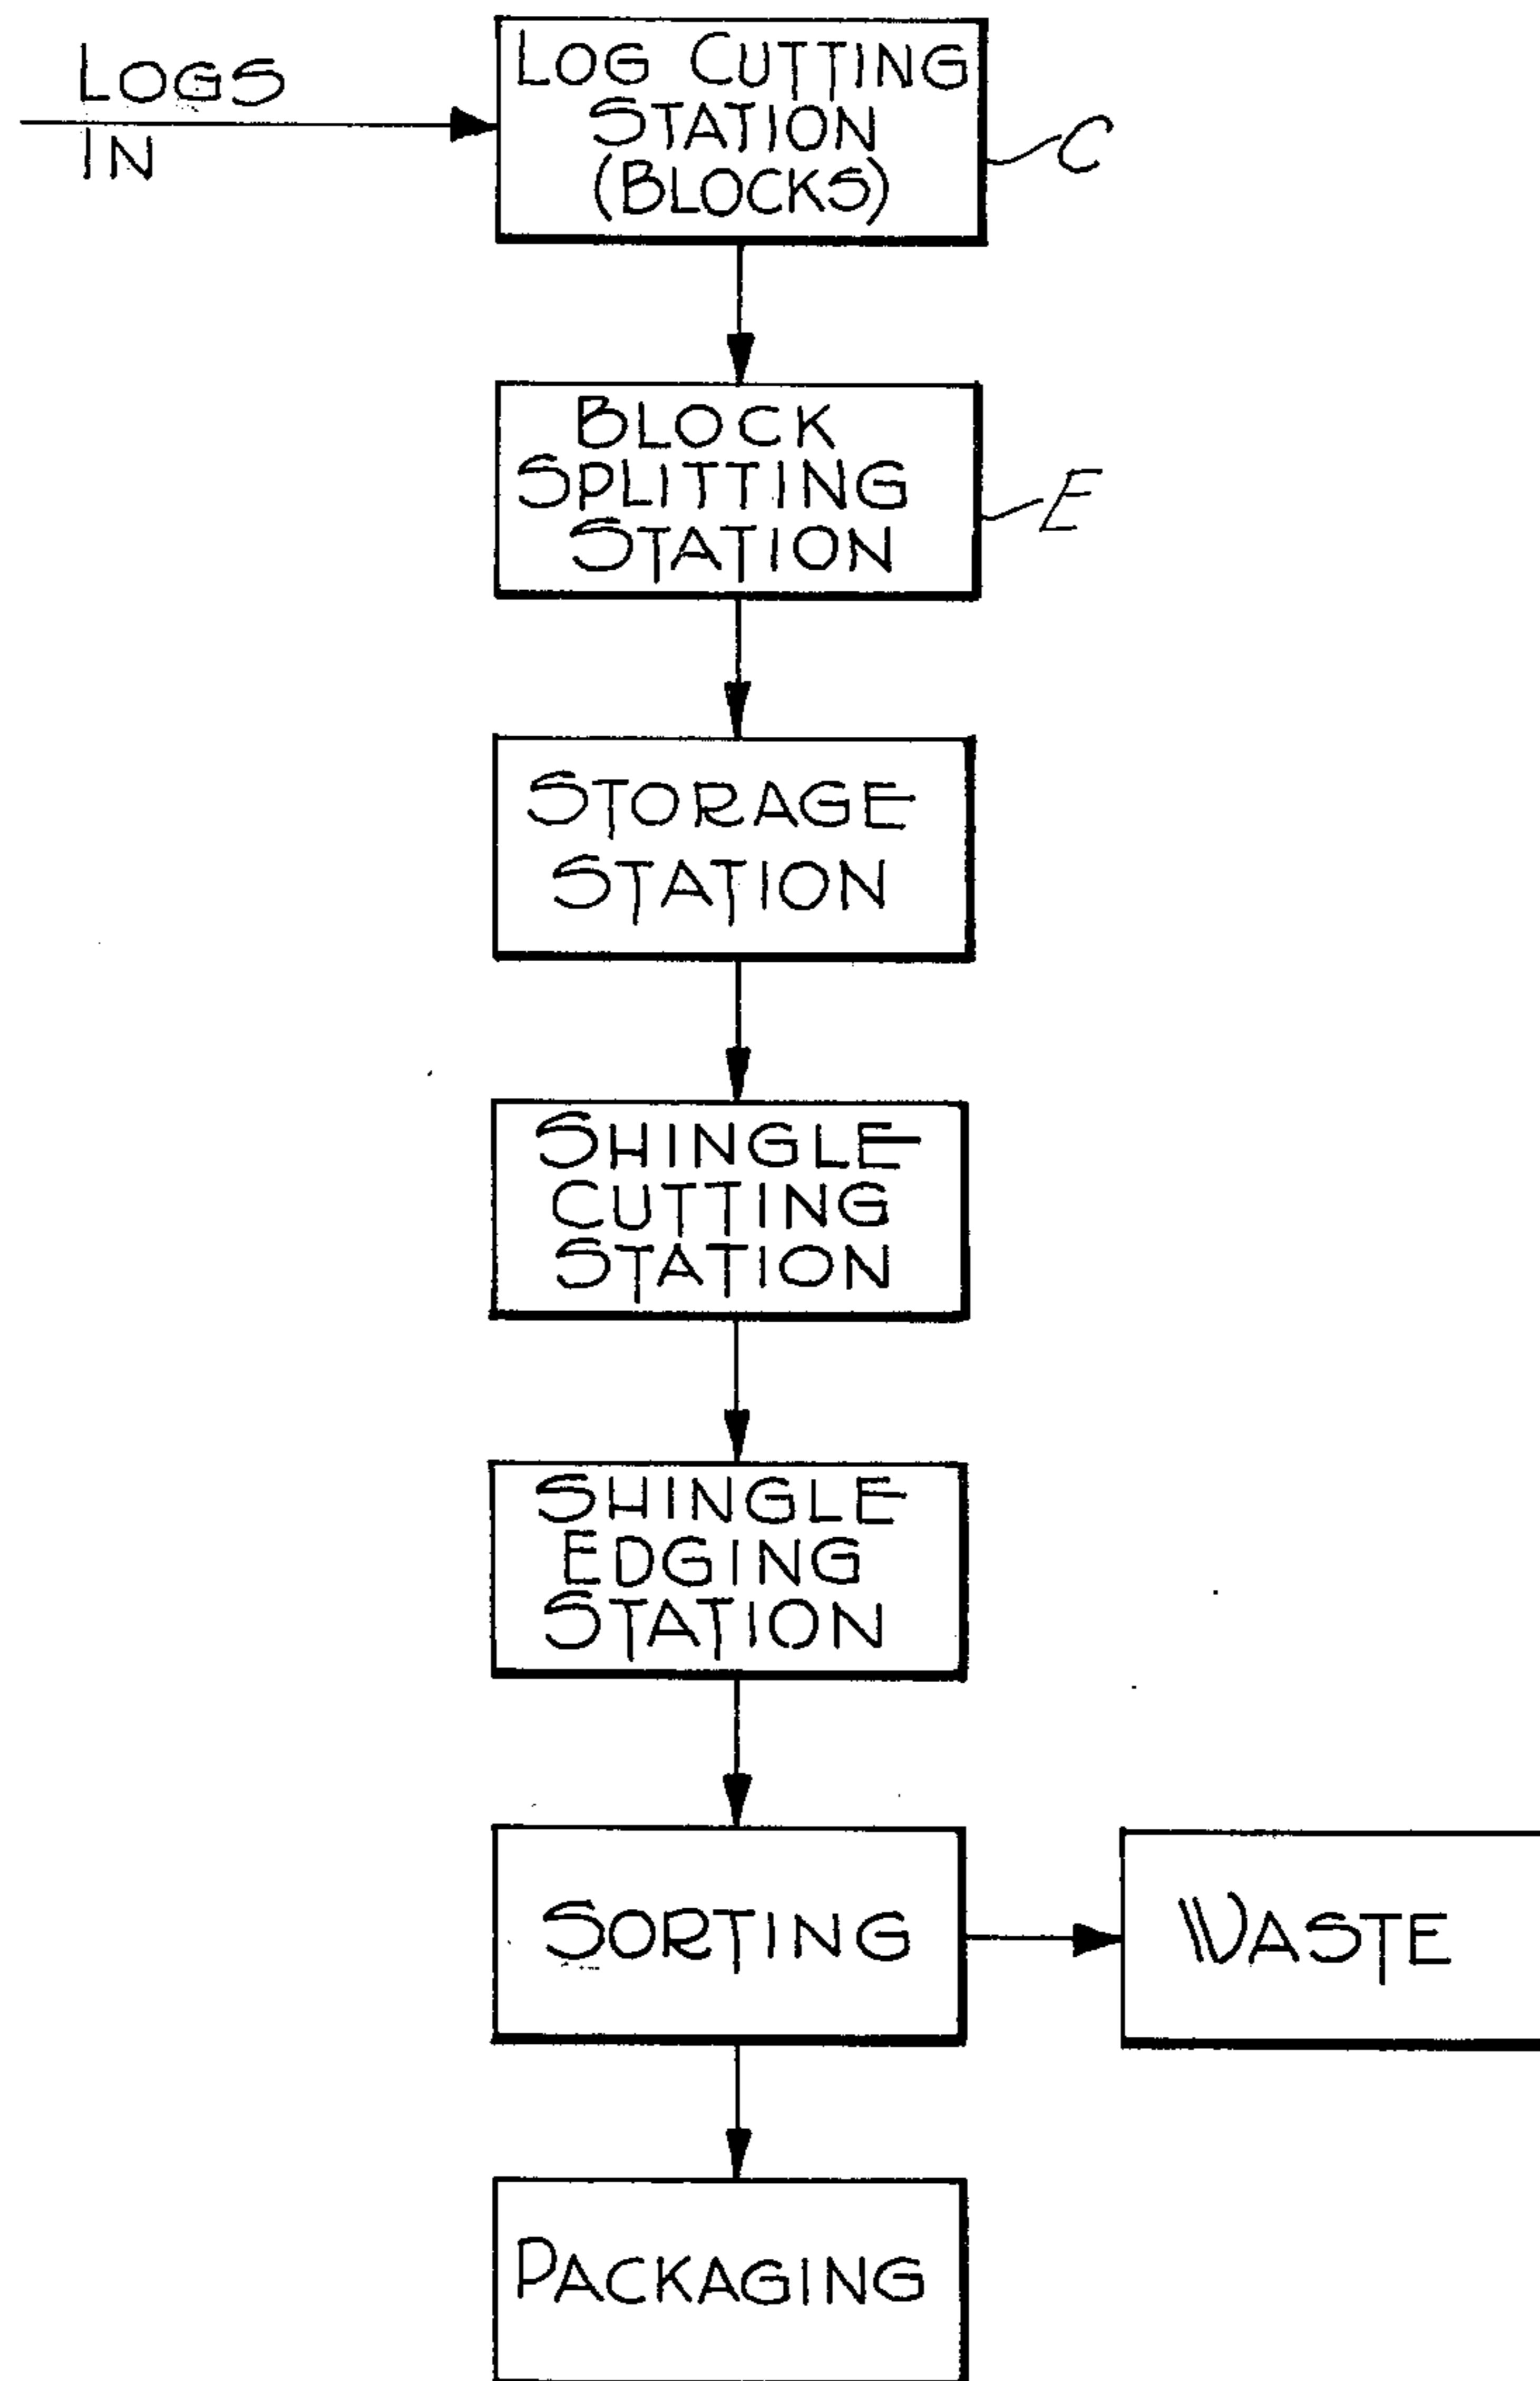 LOGS
IN
LOG CUTTING
STATION
(BLOCKS)
C
BLOCK
SPLITTING
STATION
E
STORAGE
STATION
SHINGLE
CUTTING
STATION
SHINGLE
EDGING
STATION
SORTING
WASTE
PACKAGING